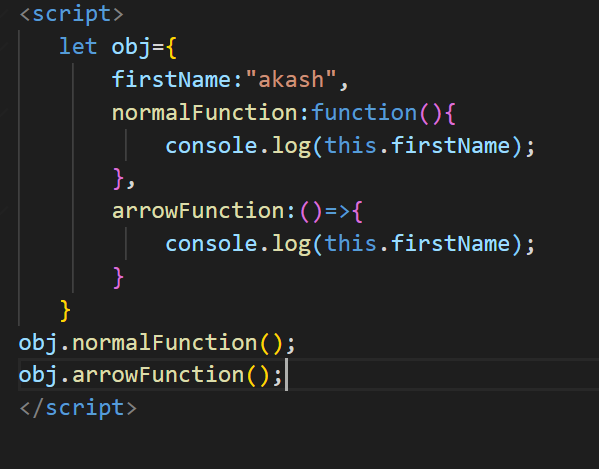 <script>
let obj={
firstName:"akash",
normalFunction:function(){
console.log(this.firstName);
},
arrowFunction:()=>{
console.log(this.firstName);
}
}
obj.normalFunction();
obj.arrowFunction();
</script>